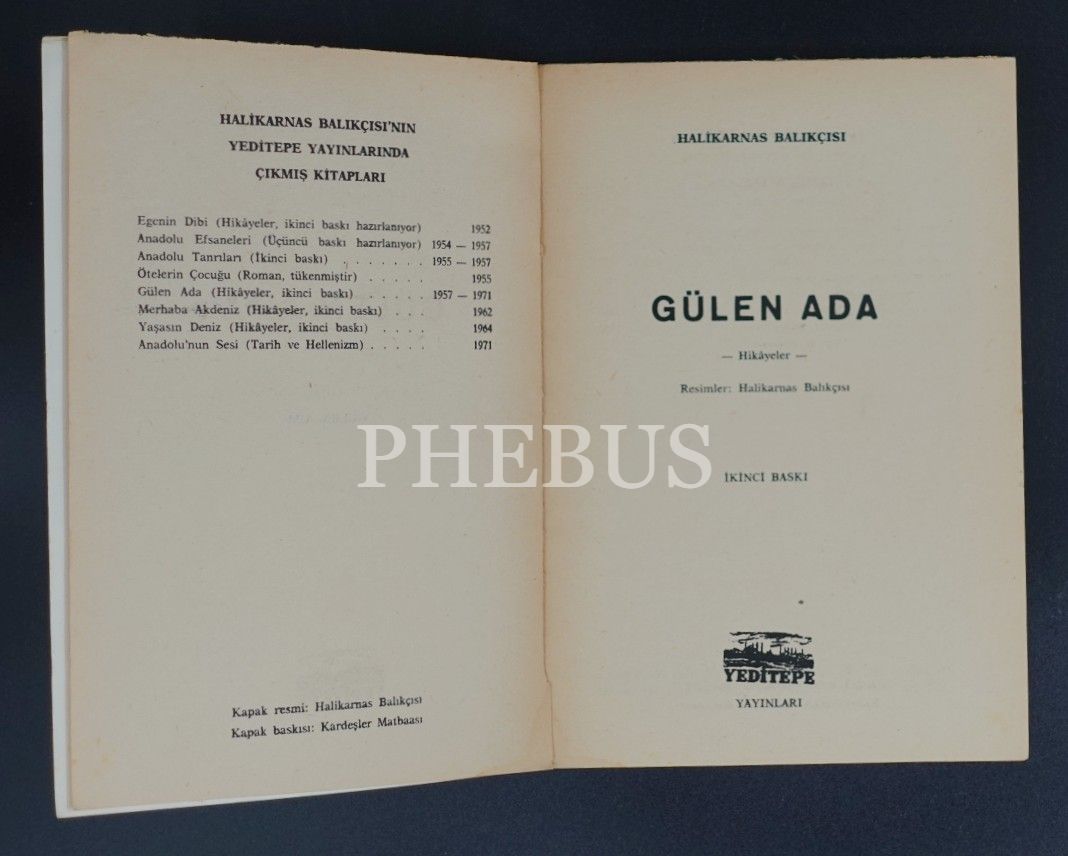 HALİKARNAS BALIKÇISI'NIN
YEDİTEPE YAYINLARINDA
ÇIKMIŞ KİTAPLARI
Egenin Dibi (Hikâyeler, ikinci baskı hazırlanıyor) 1952
Anadolu Efsaneleri (Üçüncü baskı hazırlanıyor) 1954 — 1957
Anadolu Tanrıları (İkinci baskı) . . . . . . . 1955 — 1957
Ötelerin Çocuğu (Roman, tükenmiştir) . . . . . 1955
Gülen Ada (Hikâyeler, ikinci baskı) . . . . . 1957 — 1971
Merhaba Akdeniz (Hikâyeler, ikinci baskı) . . . 1962
Yaşasın Deniz (Hikâyeler, ikinci baskı) . . . . 1964
Anadolu'nun Sesi (Tarih ve Hellenizm) . . . . . 1971
Kapak resmi: Halikarnas Balıkçısı
Kapak baskısı: Kardeşler Matbaası
HALİKARNAS BALIKÇISI
GÜLEN ADA
— Hikâyeler —
Resimler: Halikarnas Balıkçısı
İKİNCİ BASKI
YEDİTEPE
YAYINLARI
PHEBUS